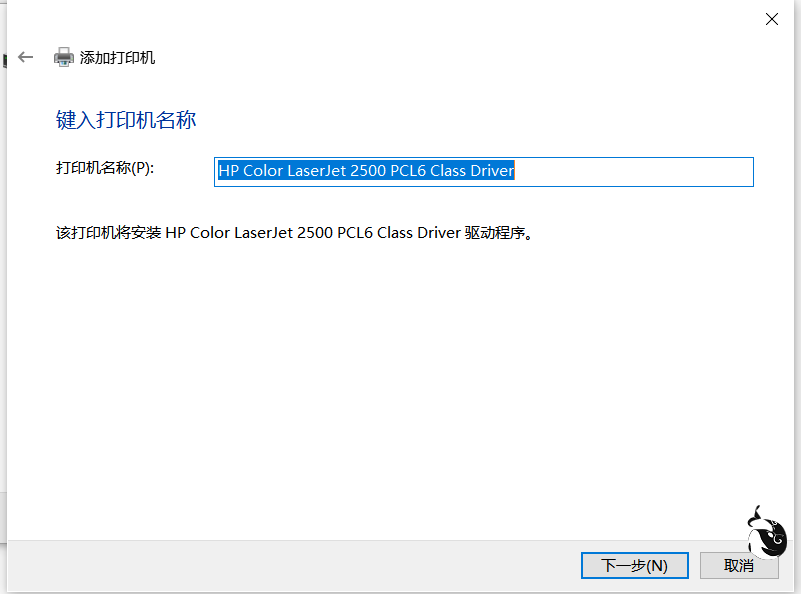 添加打印机
键入打印机名称
打印机名称(P): HP Color LaserJet 2500 PCL6 Class Driver
该打印机将安装 HP Color LaserJet 2500 PCL6 Class Driver 驱动程序。
下一步(N) 取消